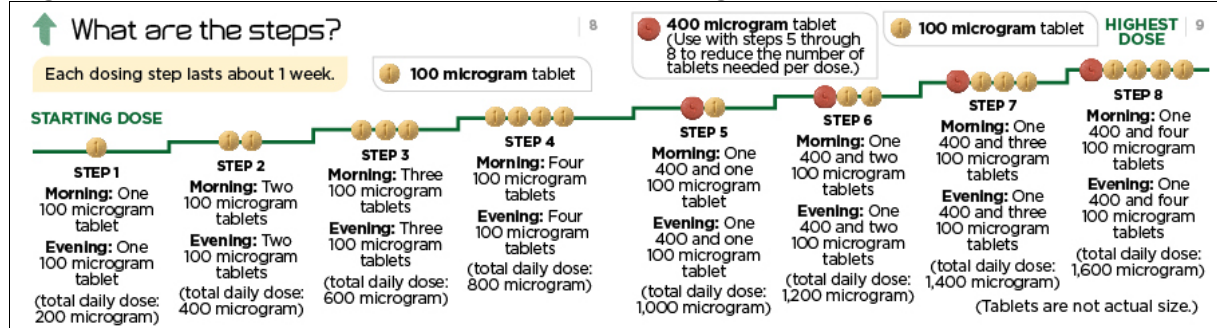 What are the steps?
8
Each dosing step lasts about 1 week.
100 microgram tablet
400 microgram tablet
(Use with steps 5 through
8 to reduce the number of
tablets needed per dose.)
100 microgram tablet
HIGHEST
DOSE
9
STARTING DOSE
STEP 1
Morning: One
100 microgram
tablet
Evening: One
100 microgram
tablet
(total daily dose:
200 microgram)
STEP 2
Morning: Two
100 microgram
tablets
Evening: Two
100 microgram
tablets
(total daily dose:
400 microgram)
STEP 3
Morning: Three
100 microgram
tablets
Evening: Three
100 microgram
tablets
(total daily dose:
600 microgram)
STEP 4
Morning: Four
100 microgram
tablets
Evening: Four
100 microgram
tablets
(total daily dose:
800 microgram)
STEP 5
Morning: One
400 and one
100 microgram
tablet
Evening: One
400 and one
100 microgram
tablet
(total daily dose:
1,000 microgram)
STEP 6
Morning: One
400 and two
100 microgram
tablets
Evening: One
400 and two
100 microgram
tablets
(total daily dose:
1,200 microgram)
STEP 7
Morning: One
400 and three
100 microgram
tablets
Evening: One
400 and three
100 microgram
tablets
(total daily dose:
1,400 microgram)
STEP 8
Morning: One
400 and four
100 microgram
tablets
Evening: One
400 and four
100 microgram
tablets
(total daily dose:
1,600 microgram)
(Tablets are not actual size.)